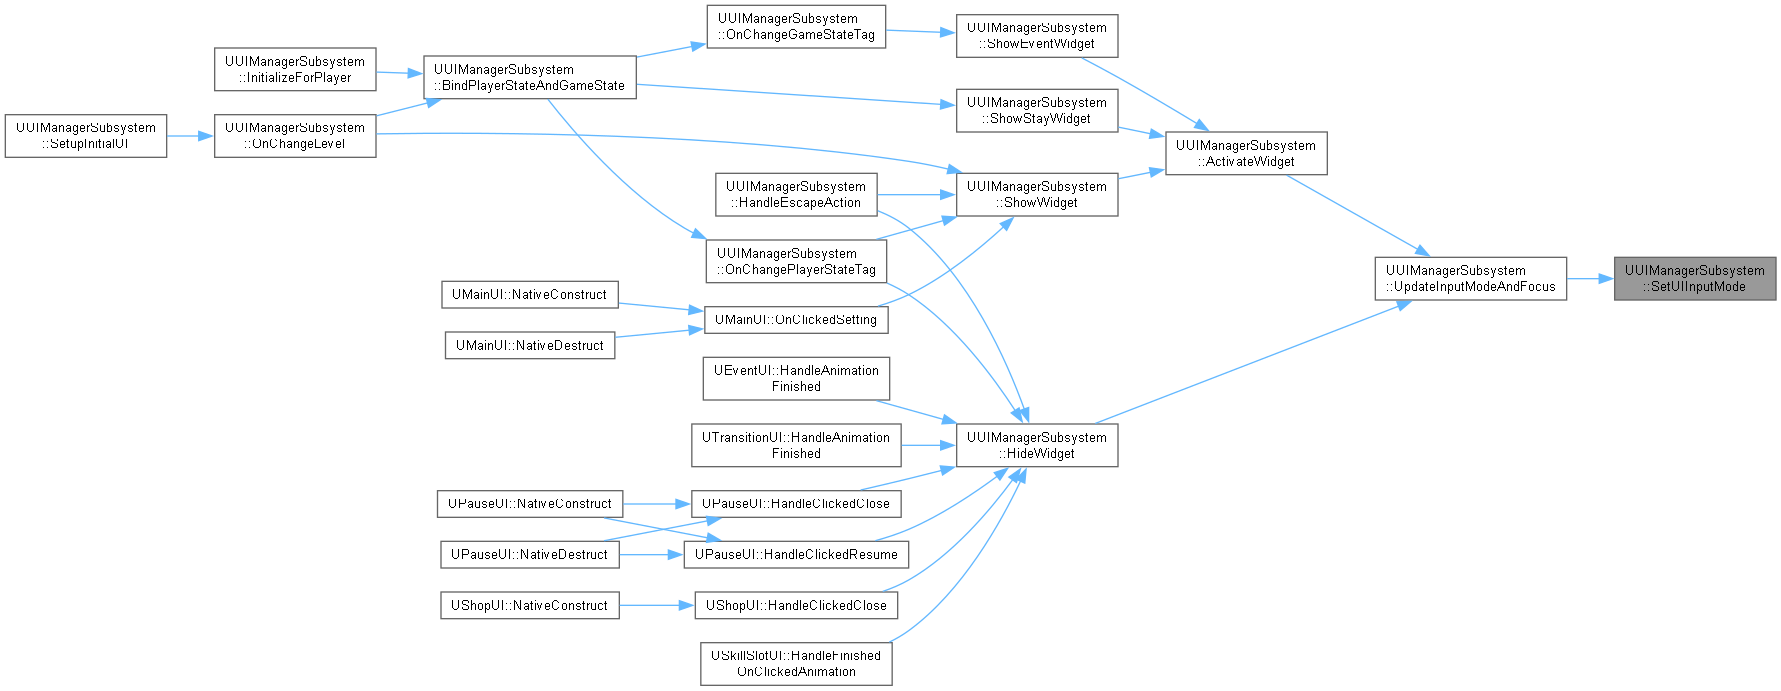 UUIManagerSubsystem
::SetupInitialUI
UUIManagerSubsystem
::InitializeForPlayer
UUIManagerSubsystem
::OnChangeLevel
UUIManagerSubsystem
::BindPlayerStateAndGameState
UMainUI::NativeConstruct
UMainUI::NativeDestruct
UPauseUI::NativeConstruct
UPauseUI::NativeDestruct
UShopUI::NativeConstruct
UUIManagerSubsystem
::OnChangeGameStateTag
UUIManagerSubsystem
::HandleEscapeAction
UUIManagerSubsystem
::OnChangePlayerStateTag
UMainUI::OnClickedSetting
UEventUI::HandleAnimation
Finished
UTransitionUI::HandleAnimation
Finished
UPauseUI::HandleClickedClose
UPauseUI::HandleClickedResume
UShopUI::HandleClickedClose
USkillSlotUI::HandleFinished
OnClickedAnimation
UUIManagerSubsystem
::ShowEventWidget
UUIManagerSubsystem
::ShowStayWidget
UUIManagerSubsystem
::ShowWidget
UUIManagerSubsystem
::HideWidget
UUIManagerSubsystem
::ActivateWidget
UUIManagerSubsystem
::UpdateInputModeAndFocus
UUIManagerSubsystem
::SetUIInputMode